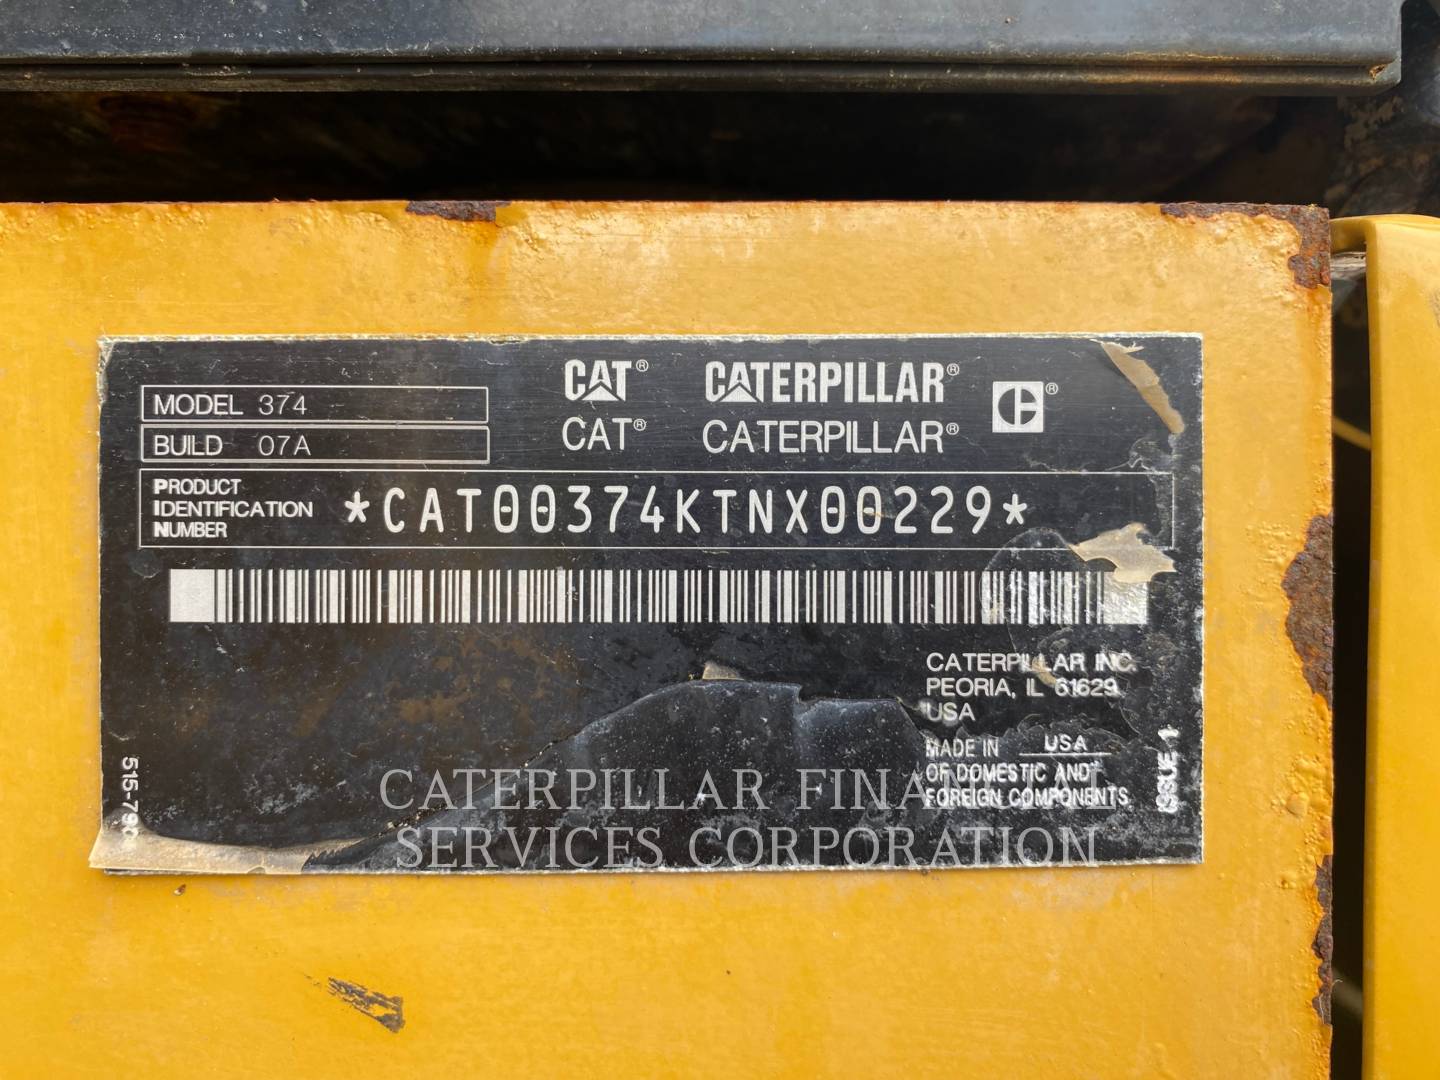 CAT® CATERPILLAR®
CAT® CATERPILLAR®
MODEL 374
BUILD 07A
PRODUCT
IDENTIFICATION
NUMBER
*CAT00374KTNX00229*
CATERPILLAR INC.
PEORIA, IL 61629
USA
MADE IN USA
OF DOMESTIC AND
FOREIGN COMPONENTS
ISSUE 1
CATERPILLAR FINANCIAL
SERVICES CORPORATION